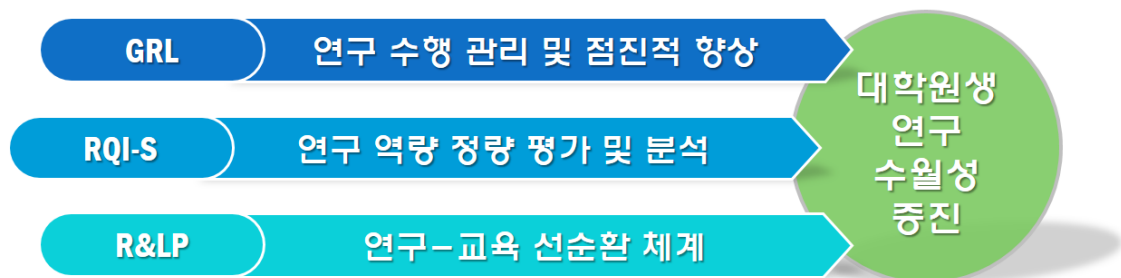 GRL 연구 수행 관리 및 점진적 향상
RQI-S 연구 역량 정량 평가 및 분석
R&LP 연구-교육 선순환 체계
대학원생
연구
수월성
증진